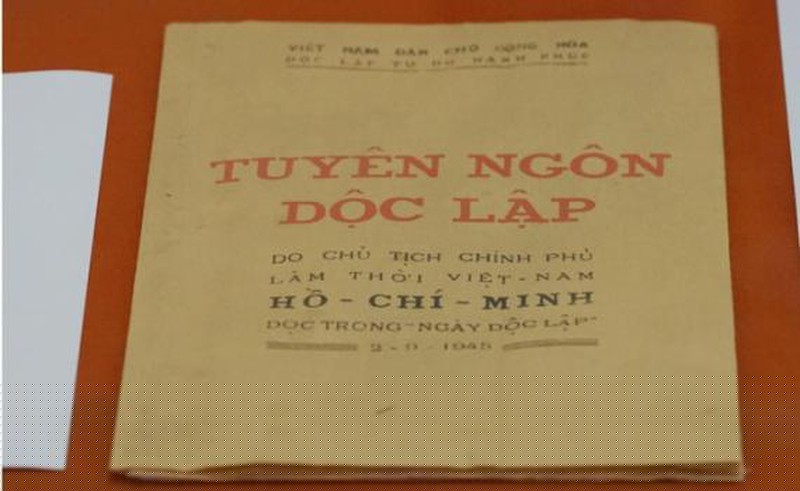 VIỆT NAM DÂN CHỦ CỘNG HÒA
ĐỘC LẬP TỰ DO HẠNH PHÚC
TUYÊN NGÔN
ĐỘC LẬP
DO CHỦ TỊCH CHÍNH PHỦ
LÂM THỜI VIỆT-NAM
HỒ-CHÍ-MINH
ĐỌC TRONG "NGÀY ĐỘC LẬP"
2-9-1945